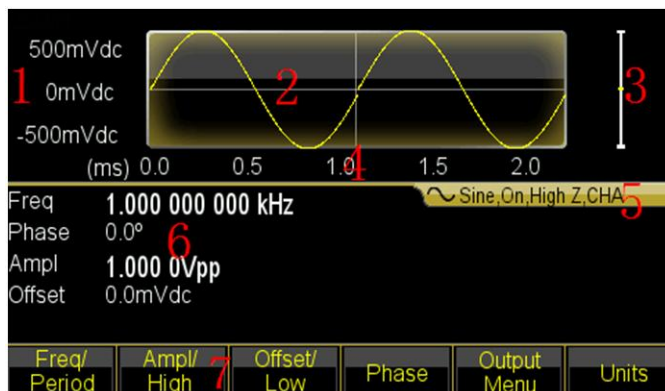 500mVdc
1 0mVdc 2 3
-500mVdc
(ms) 0.0 0.5 1.0 4 1.5 2.0
Sine,On,High Z,CHA 5
Freq 1.000 000 000 kHz
Phase 0.0° 6
Ampl 1.000 0Vpp
Offset 0.0mVdc
Freq/ Ampl/ 7 Offset/ Phase Output Units
Period High Low Menu